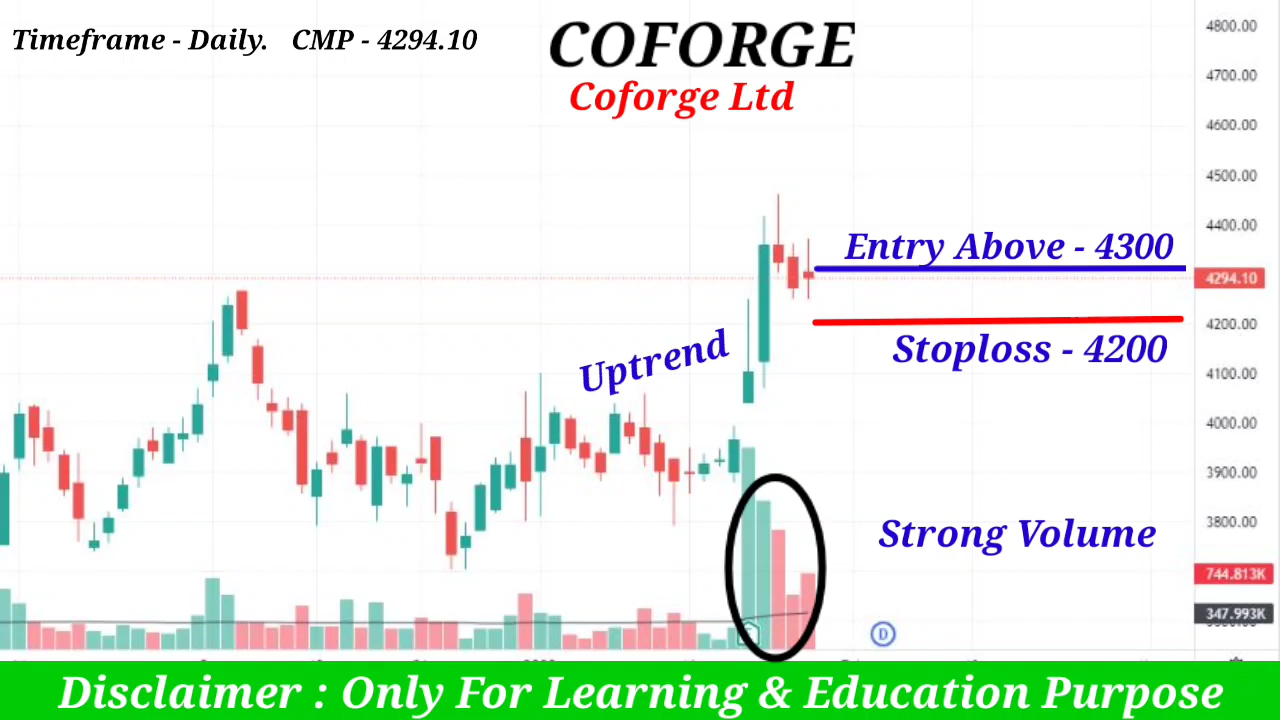 Timeframe - Daily. CMP - 4294.10
COFORGE
Coforge Ltd
4800.00
4700.00
4600.00
4500.00
4400.00
Entry Above - 4300
4294.10
4200.00
Uptrend
Stoploss - 4200
4100.00
4000.00
3900.00
3800.00
Strong Volume
744.813K
347.993K
D
Disclaimer : Only For Learning & Education Purpose